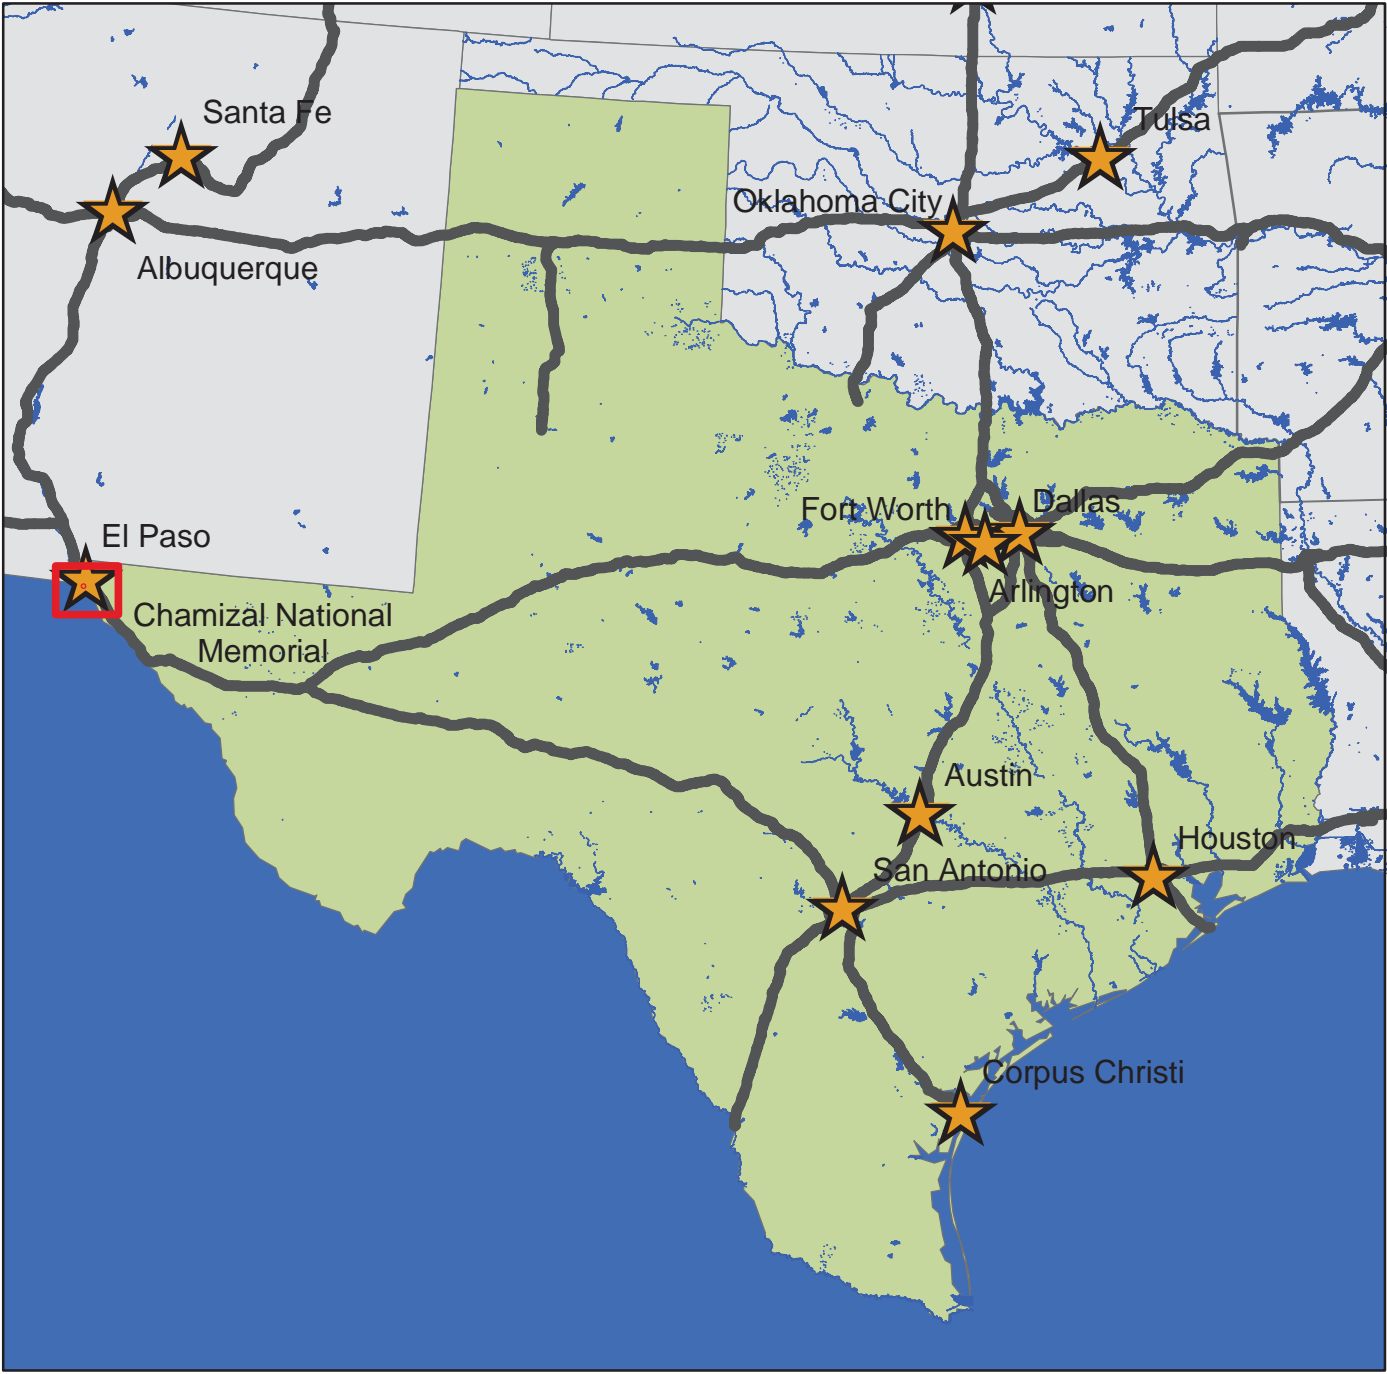 Santa Fe
Tulsa
Oklahoma City
Albuquerque
Fort Worth
Dallas
El Paso
Arlington
Chamizal National
Memorial
Austin
Houston
San Antonio
Corpus Christi